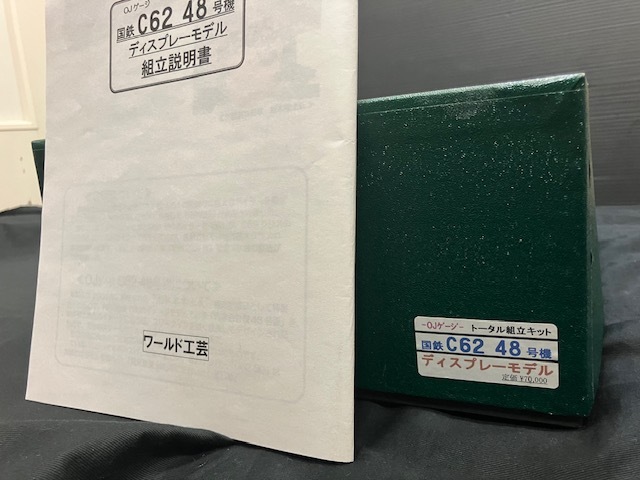 OJゲージ
国鉄 C62 48 号機
ディスプレーモデル
組立説明書
ワールド工芸
-OJゲージ- トータル組立キット
国鉄 C62 48 号機
ディスプレーモデル
定価 ¥70,000